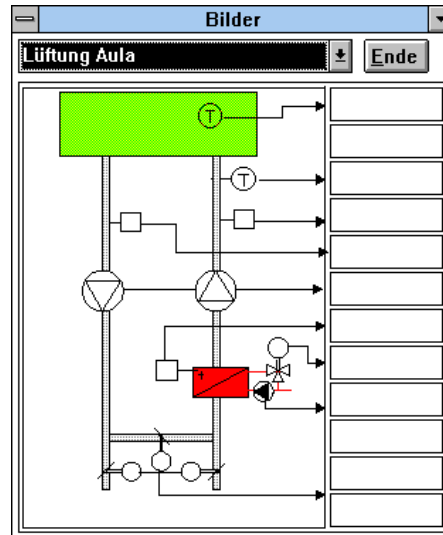 Bilder
Lüftung Aula
Ende
T
T
+